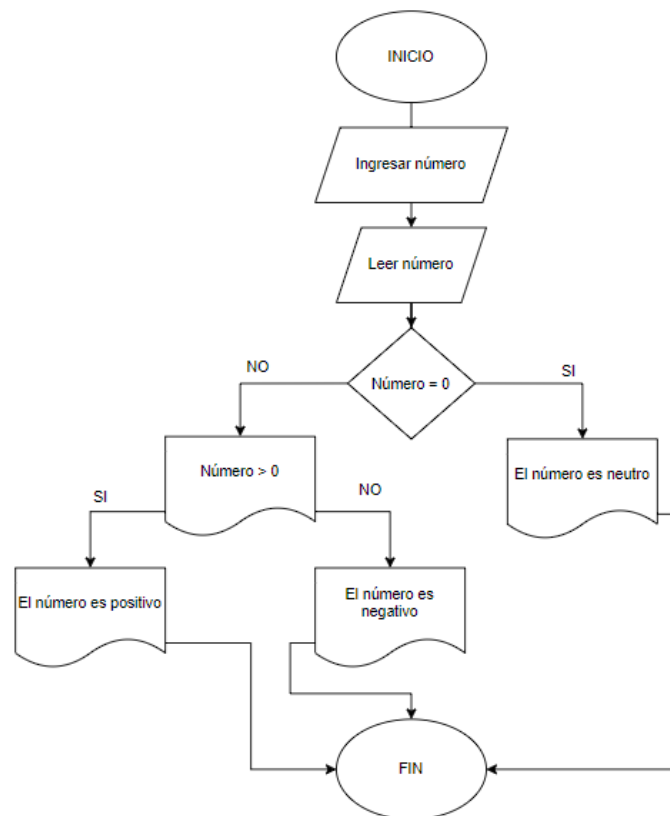 INICIO
Ingresar número
Leer número
NO
Número = 0
SI
Número > 0
El número es neutro
SI
NO
El número es positivo
El número es
negativo
FIN